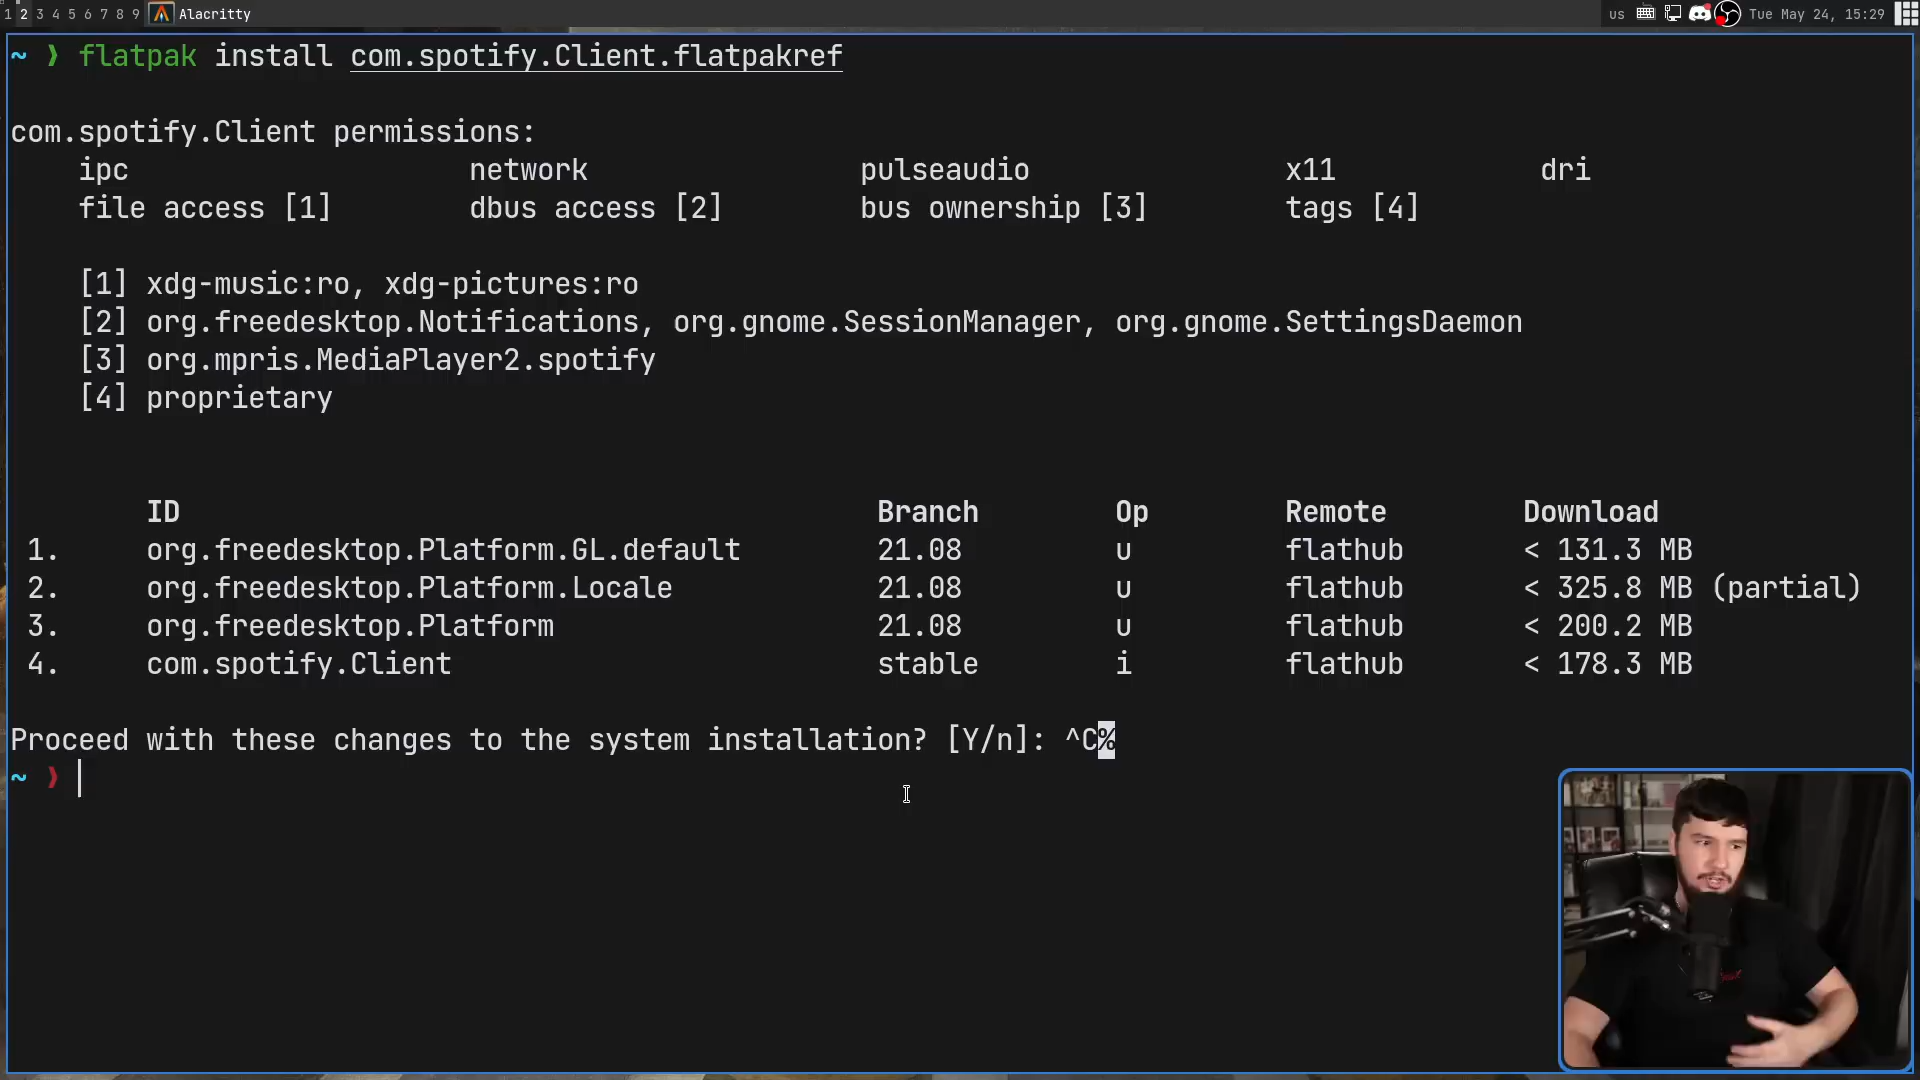 1 2 3 4 5 6 7 8 9 Alacritty us Tue May 24, 15:29
~ ❯ flatpak install com.spotify.Client.flatpakref
com.spotify.Client permissions:
ipc network pulseaudio x11 dri
file access [1] dbus access [2] bus ownership [3] tags [4]
[1] xdg-music:ro, xdg-pictures:ro
[2] org.freedesktop.Notifications, org.gnome.SessionManager, org.gnome.SettingsDaemon
[3] org.mpris.MediaPlayer2.spotify
[4] proprietary
ID Branch Op Remote Download
1. org.freedesktop.Platform.GL.default 21.08 u flathub < 131.3 MB
2. org.freedesktop.Platform.Locale 21.08 u flathub < 325.8 MB (partial)
3. org.freedesktop.Platform 21.08 u flathub < 200.2 MB
4. com.spotify.Client stable i flathub < 178.3 MB
Proceed with these changes to the system installation? [Y/n]: ^C%
~ ❯